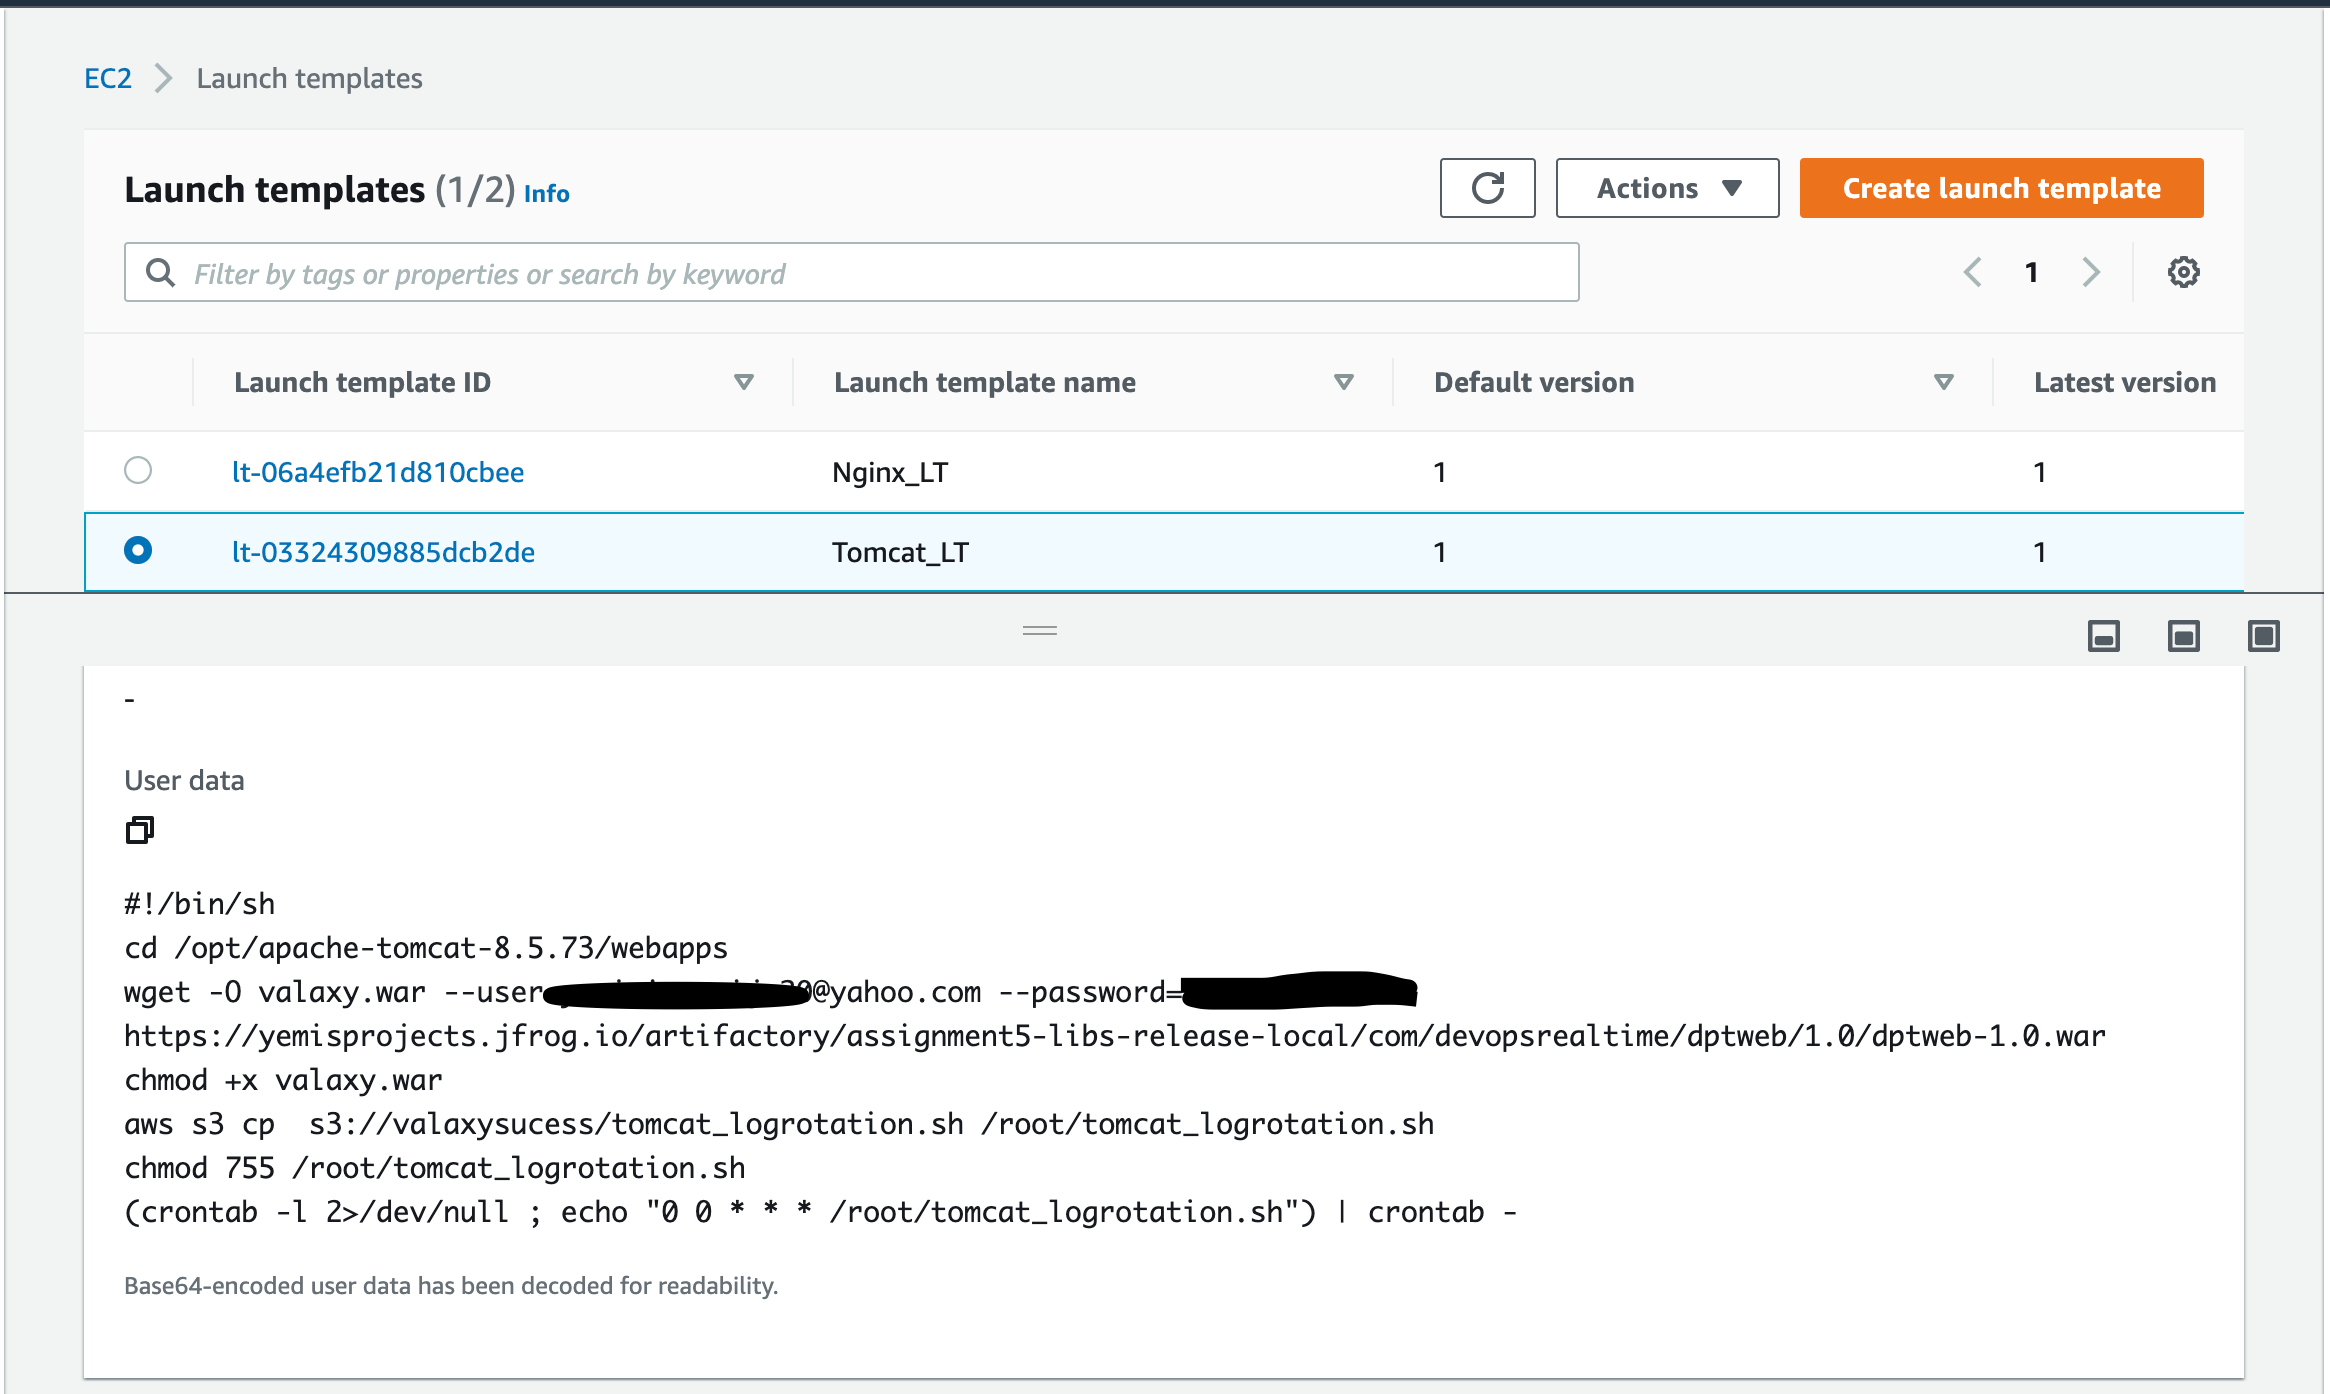 EC2 > Launch templates
Launch templates (1/2) Info
Actions
Create launch template
Filter by tags or properties or search by keyword
1
Launch template ID Launch template name Default version Latest version
lt-06a4efb21d810cbee Nginx_LT 1 1
lt-03324309885dcb2de Tomcat_LT 1 1
-
User data
#!/bin/sh
cd /opt/apache-tomcat-8.5.73/webapps
wget -O valaxy.war --user @yahoo.com --password=
https://yemisprojects.jfrog.io/artifactory/assignment5-libs-release-local/com/devopsrealtime/dptweb/1.0/dptweb-1.0.war
chmod +x valaxy.war
aws s3 cp  s3://valaxysucess/tomcat_logrotation.sh /root/tomcat_logrotation.sh
chmod 755 /root/tomcat_logrotation.sh
(crontab -l 2>/dev/null ; echo "0 0 * * * /root/tomcat_logrotation.sh") | crontab -
Base64-encoded user data has been decoded for readability.